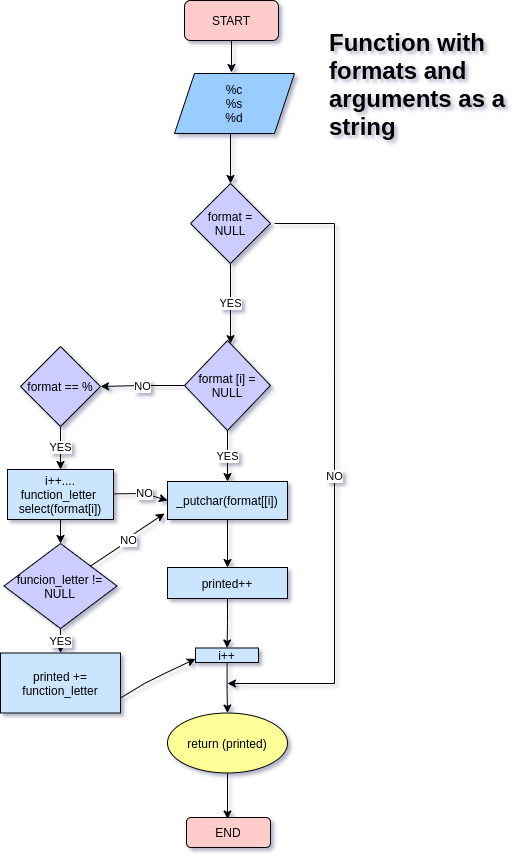 START
Function with
formats and
arguments as a
string
%c
%s
%d
format =
NULL
YES
format [i] =
NULL
NO
format == %
YES
YES
NO
i++....
function_letter
select(format[i])
NO
_putchar(format[[i])
NO
funcion_letter !=
NULL
printed++
YES
i++
printed +=
function_letter
return (printed)
END